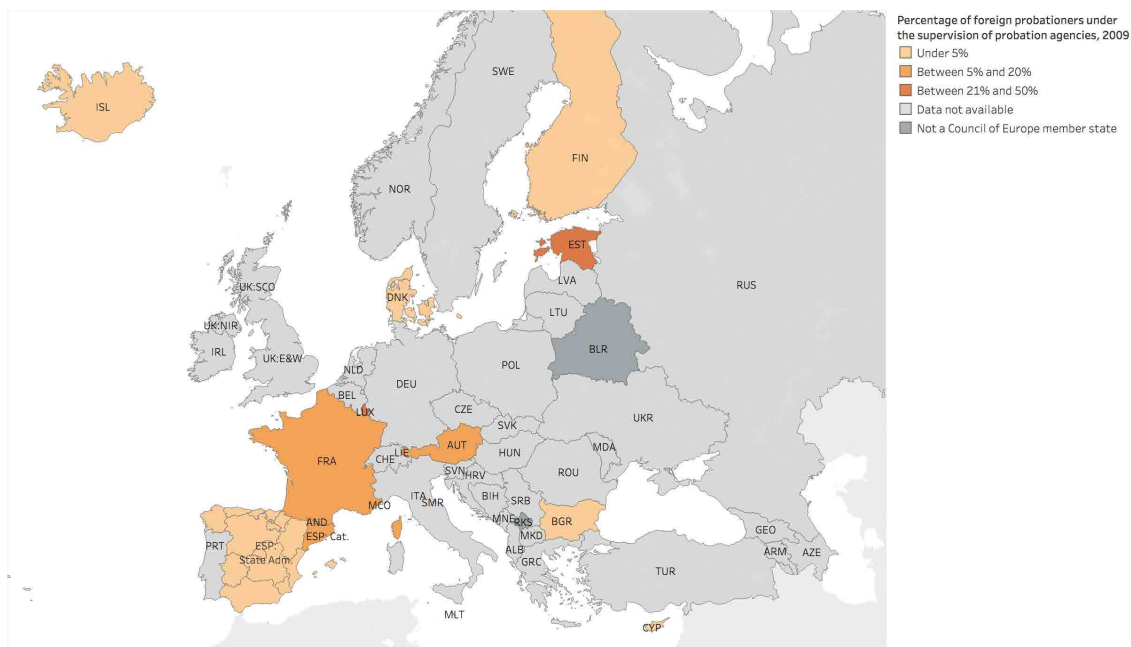 Percentage of foreign probationers under
the supervision of probation agencies, 2009
Under 5%
Between 5% and 20%
Between 21% and 50%
Data not available
Not a Council of Europe member state
SWE
ISL
FIN
NOR
EST
LVA
RUS
UK:SCO
DNK
LTU
UK:NIR
IRL
UK:E&W
BLR
NLD
POL
DEU
BEL
LUX
CZE
UKR
SVK
AUT
MDA
HUN
LIE
CHE
FRA
SVN
HRV
ROU
ITA
SMR
BIH
SRB
MCO
MNE
RKS
BGR
AND
ESP: Cat.
GEO
MKD
PRT
ESP:
State Adm.
ALB
ARM
AZE
GRC
TUR
MLT
CYP